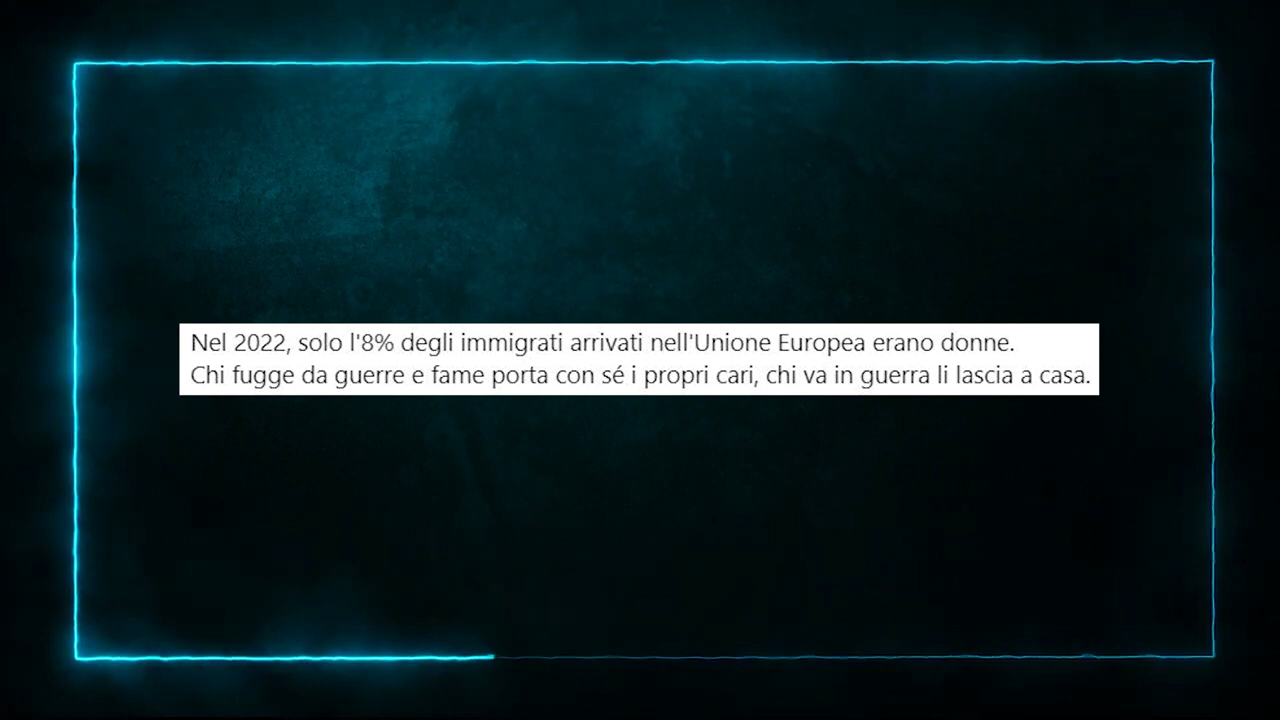 Nel 2022, solo l'8% degli immigrati arrivati nell'Unione Europea erano donne.
Chi fugge da guerre e fame porta con sé i propri cari, chi va in guerra li lascia a casa.